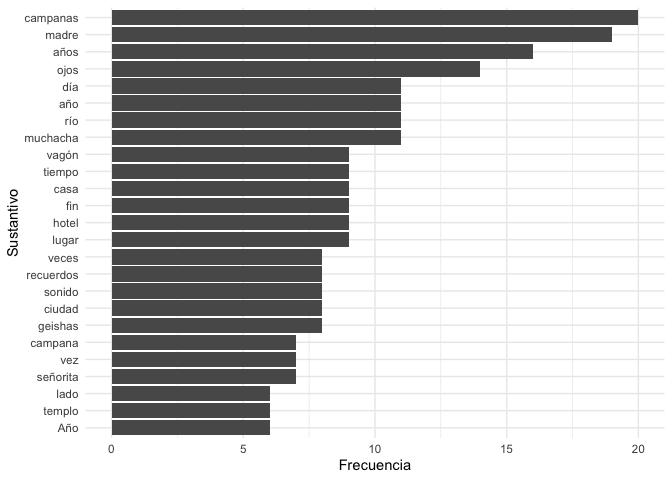 campanas
madre
años
ojos
día
año
río
muchacha
vagón
tiempo
casa
fin
hotel
lugar
veces
recuerdos
sonido
ciudad
geishas
campana
vez
señorita
lado
templo
Año
Sustantivo
0 5 10 15 20
Frecuencia